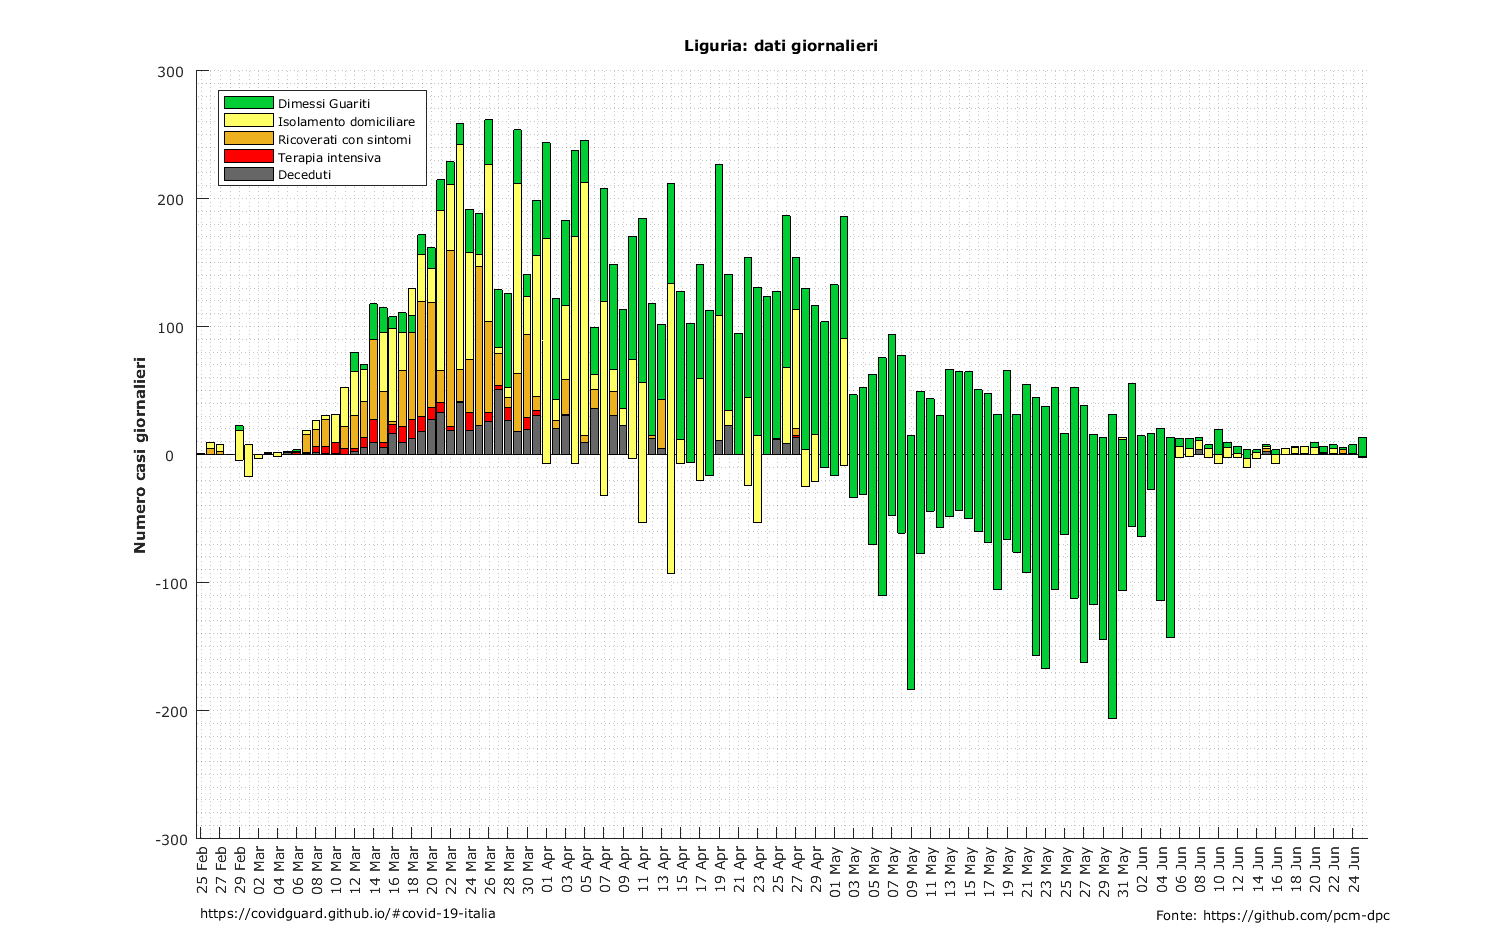 Liguria: dati giornalieri
Dimessi Guariti
Isolamento domiciliare
Ricoverati con sintomi
Terapia intensiva
Deceduti
Numero casi giornalieri
300
200
100
0
-100
-200
-300
25 Feb
27 Feb
29 Feb
02 Mar
04 Mar
06 Mar
08 Mar
10 Mar
12 Mar
14 Mar
16 Mar
18 Mar
20 Mar
22 Mar
24 Mar
26 Mar
28 Mar
30 Mar
01 Apr
03 Apr
05 Apr
07 Apr
09 Apr
11 Apr
13 Apr
15 Apr
17 Apr
19 Apr
21 Apr
23 Apr
25 Apr
27 Apr
29 Apr
01 May
03 May
05 May
07 May
09 May
11 May
13 May
15 May
17 May
19 May
21 May
23 May
25 May
27 May
29 May
31 May
02 Jun
04 Jun
06 Jun
08 Jun
10 Jun
12 Jun
14 Jun
16 Jun
18 Jun
20 Jun
22 Jun
24 Jun
https://covidguard.github.io/#covid-19-italia
Fonte: https://github.com/pcm-dpc